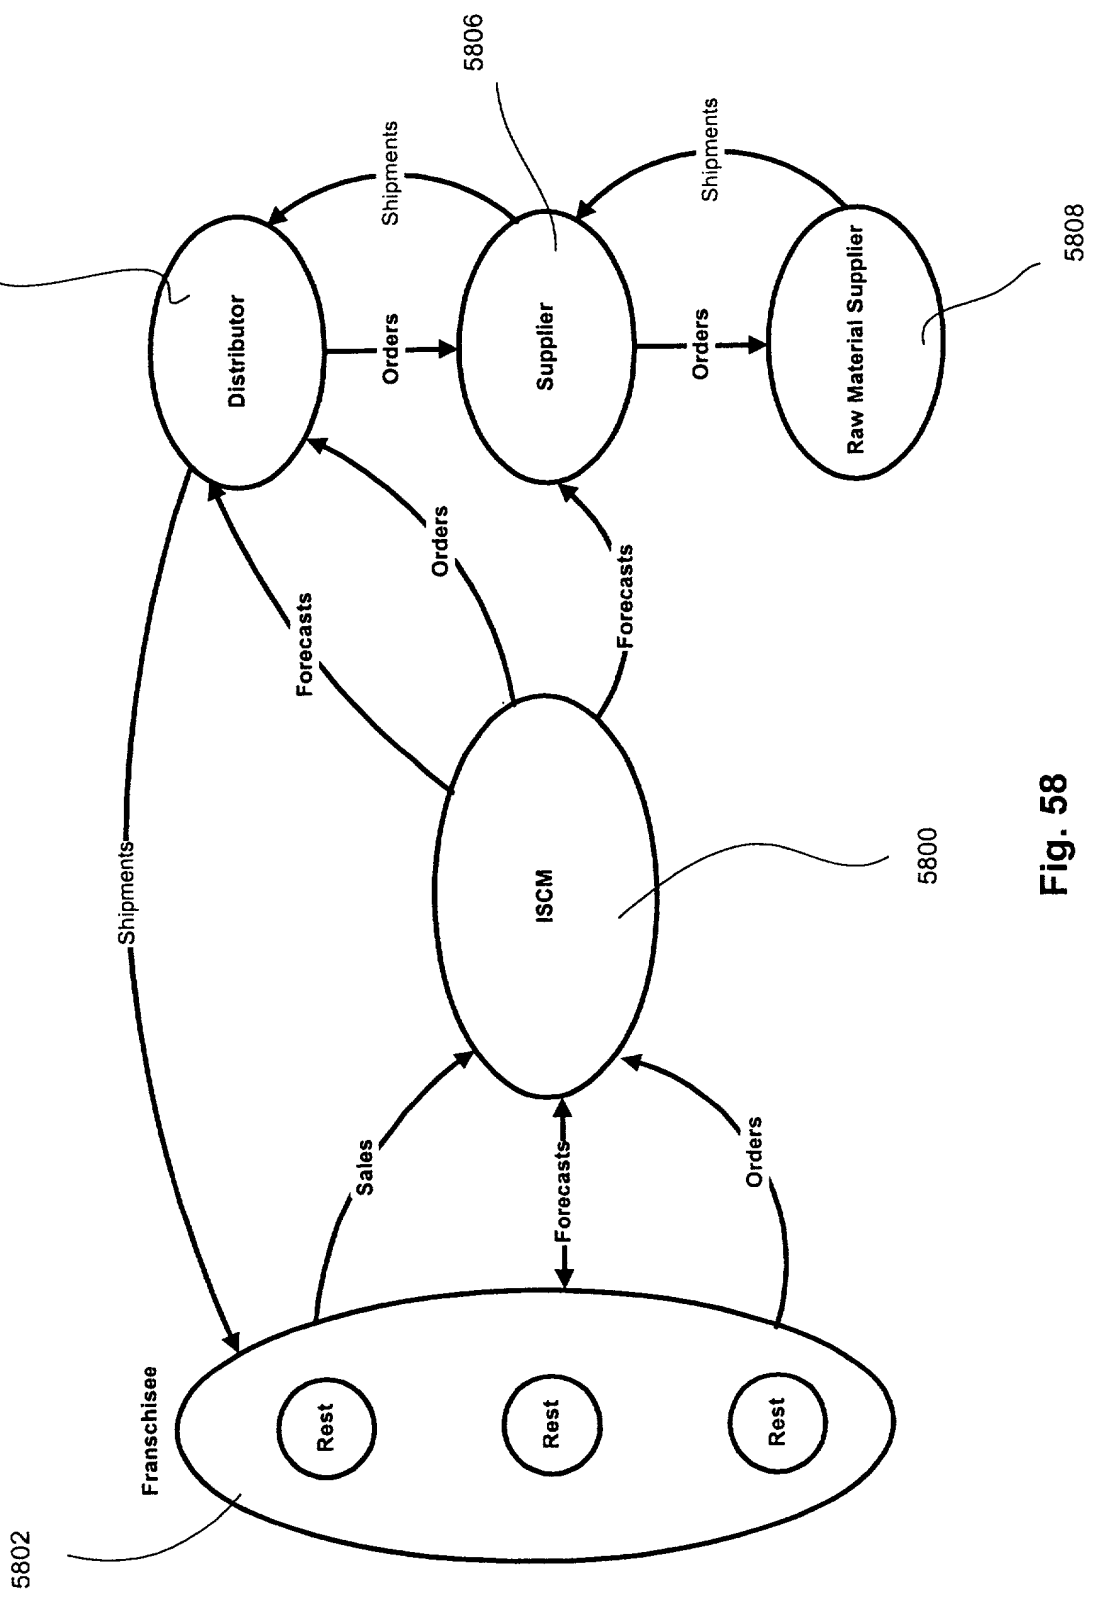 5802
Franschisee
Rest
Rest
Rest
Shipments
Sales
Forecasts
Orders
ISCM
5800
Forecasts
Orders
Forecasts
Distributor
Orders
Shipments
Supplier
5806
Orders
Shipments
Raw Material Supplier
5808
Fig. 58